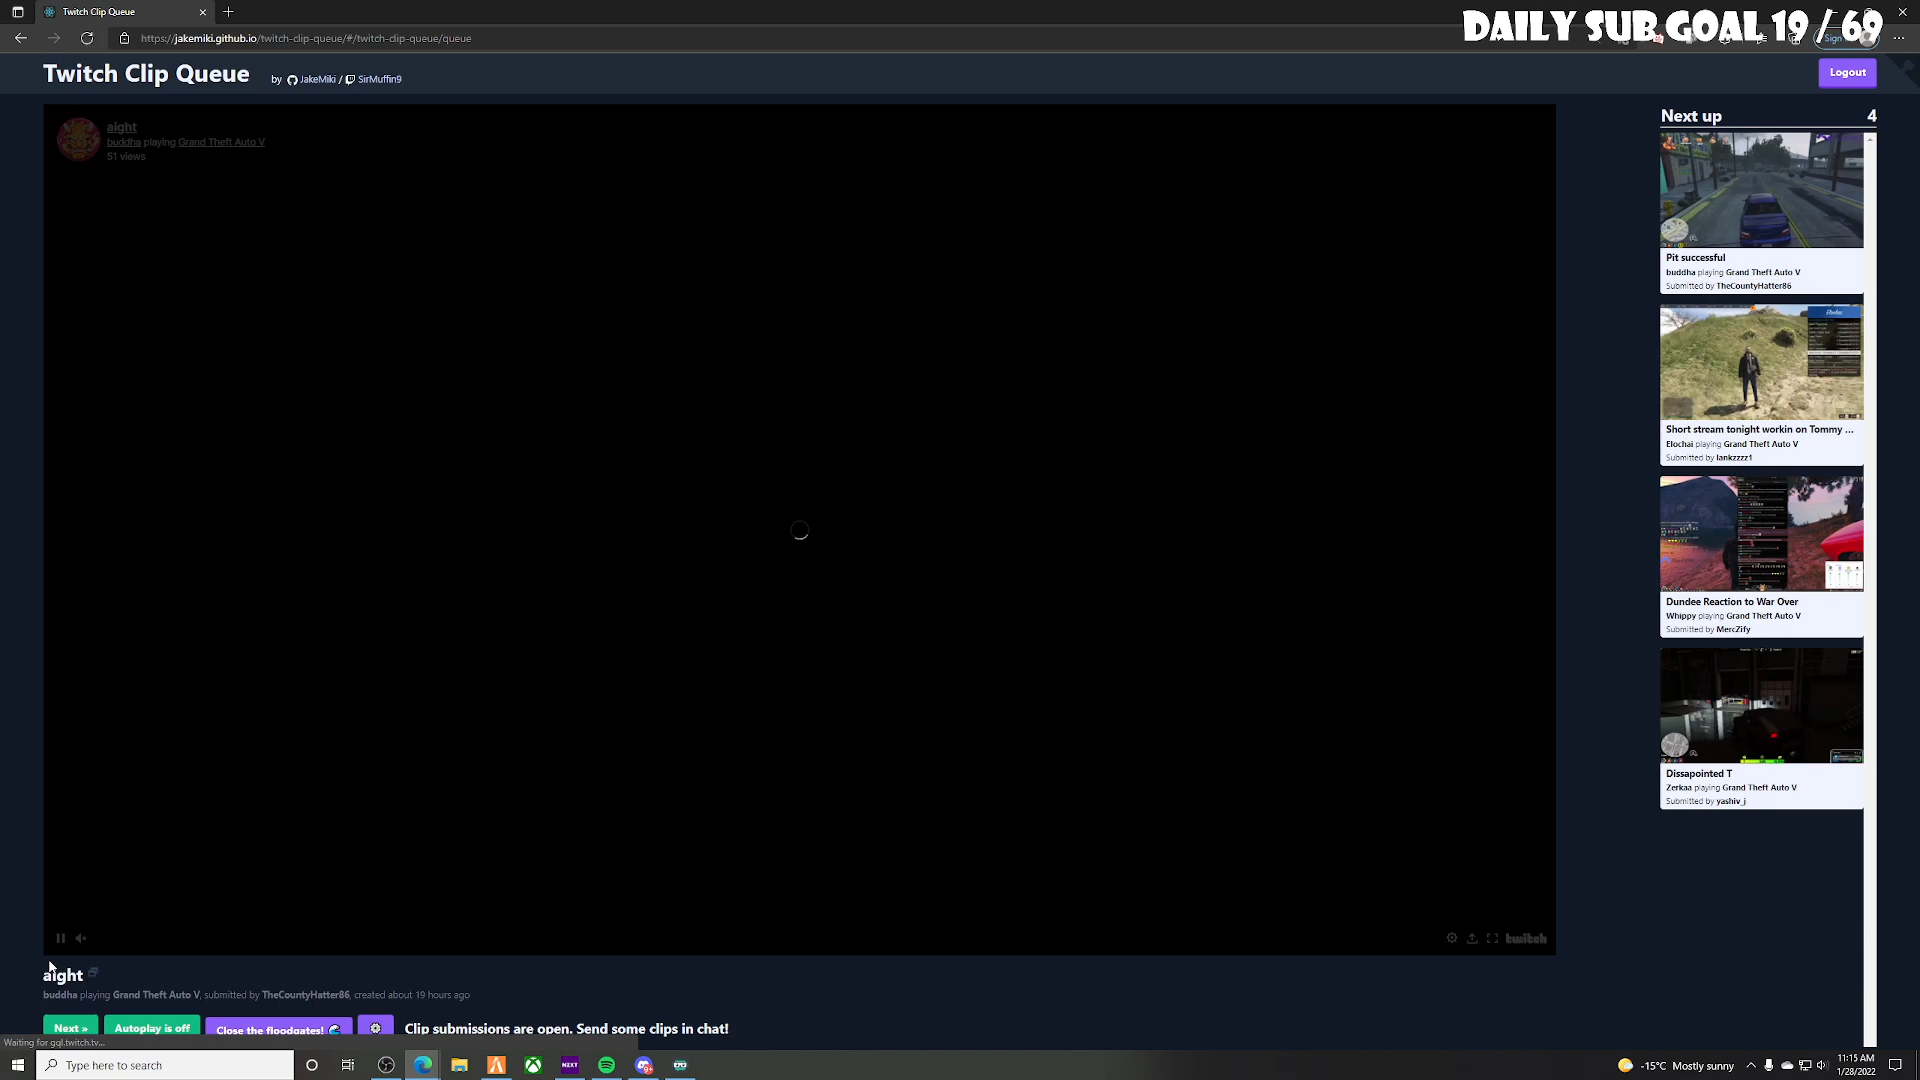 Twitch Clip Queue
DAILY SUB GOAL 19 / 69
https://jakemiki.github.io/twitch-clip-queue/#/twitch-clip-queue/queue
Twitch Clip Queue
by JakeMiki / SirMuffin9
Logout
aight
buddha playing Grand Theft Auto V
51 views
twitch
aight
buddha playing Grand Theft Auto V, submitted by TheCountyHatter86, created about 19 hours ago
Next »
Autoplay is off
Close the floodgates!
Clip submissions are open. Send some clips in chat!
Next up
4
Pit successful
buddha playing Grand Theft Auto V
Submitted by TheCountyHatter86
Short stream tonight workin on Tommy ...
Elochai playing Grand Theft Auto V
Submitted by lankzzzz1
Dundee Reaction to War Over
Whippy playing Grand Theft Auto V
Submitted by MercZify
Dissapointed T
Zerkaa playing Grand Theft Auto V
Submitted by yashiv_j
Waiting for gql.twitch.tv...
Type here to search
NEXT
9+
-15°C Mostly sunny
11:15 AM
1/28/2022